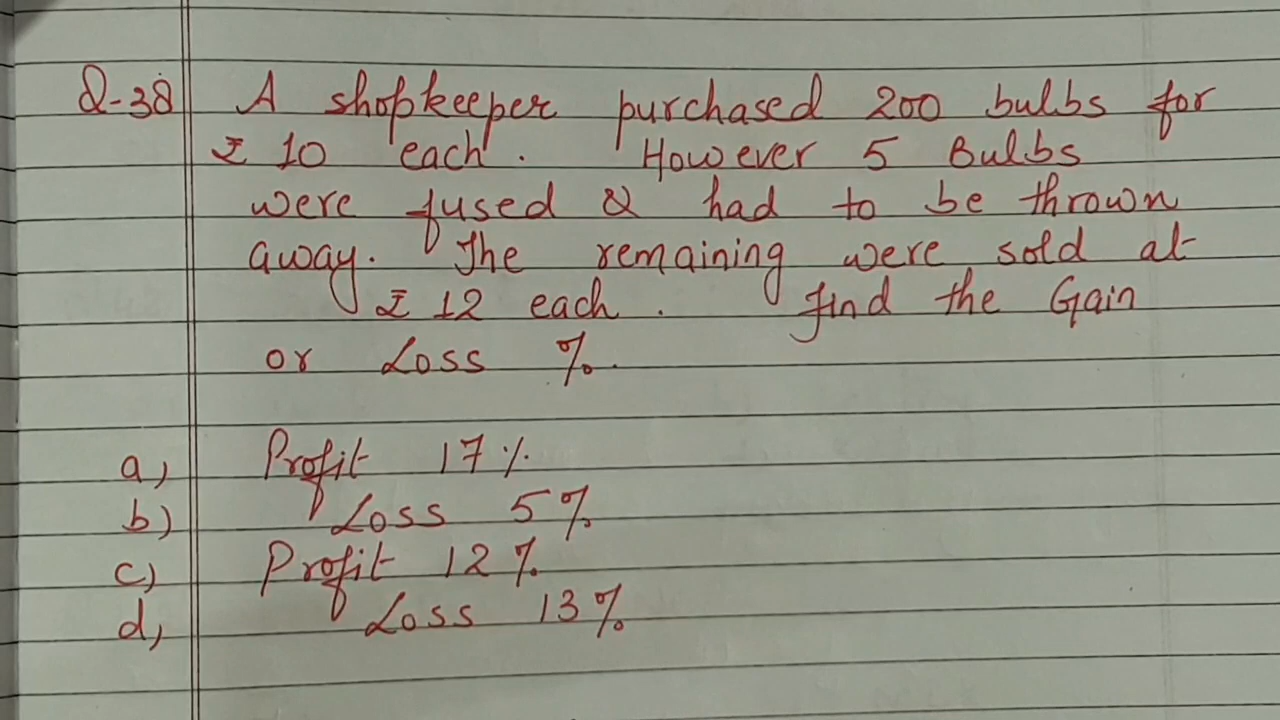 Q-38 A shopkeeper purchased 200 bulbs for
₹ 10 each. However 5 Bulbs
were fused & had to be thrown
away. The remaining were sold at
₹ 12 each. find the Gain
or Loss %.
a) Profit 17%
b) Loss 5%
c) Profit 12%
d) Loss 13%